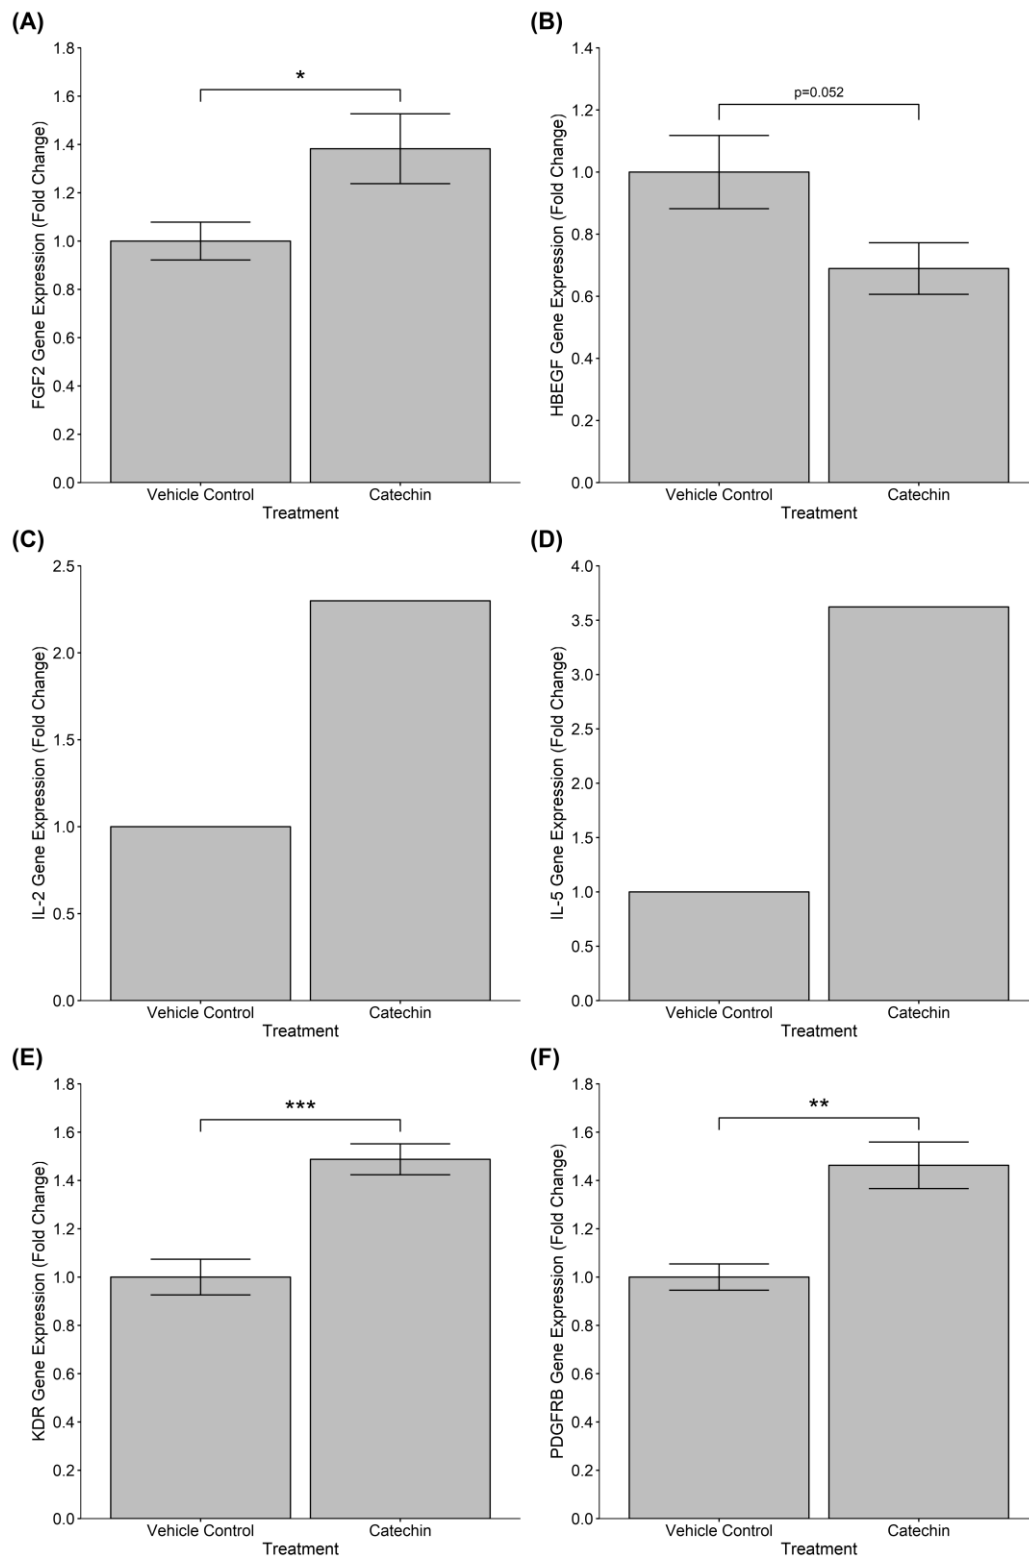 (A)
FGF2 Gene Expression (Fold Change)
1.8
1.6
1.4
1.2
1.0
0.8
0.6
0.4
0.2
0.0
*
Vehicle Control Catechin
Treatment
(B)
HBEGF Gene Expression (Fold Change)
1.4
1.2
1.0
0.8
0.6
0.4
0.2
0.0
p=0.052
Vehicle Control Catechin
Treatment
(C)
IL-2 Gene Expression (Fold Change)
2.5
2.0
1.5
1.0
0.5
0.0
Vehicle Control Catechin
Treatment
(D)
IL-5 Gene Expression (Fold Change)
4.0
3.5
3.0
2.5
2.0
1.5
1.0
0.5
0.0
Vehicle Control Catechin
Treatment
(E)
KDR Gene Expression (Fold Change)
1.8
1.6
1.4
1.2
1.0
0.8
0.6
0.4
0.2
0.0
***
Vehicle Control Catechin
Treatment
(F)
PDGFRB Gene Expression (Fold Change)
1.8
1.6
1.4
1.2
1.0
0.8
0.6
0.4
0.2
0.0
**
Vehicle Control Catechin
Treatment